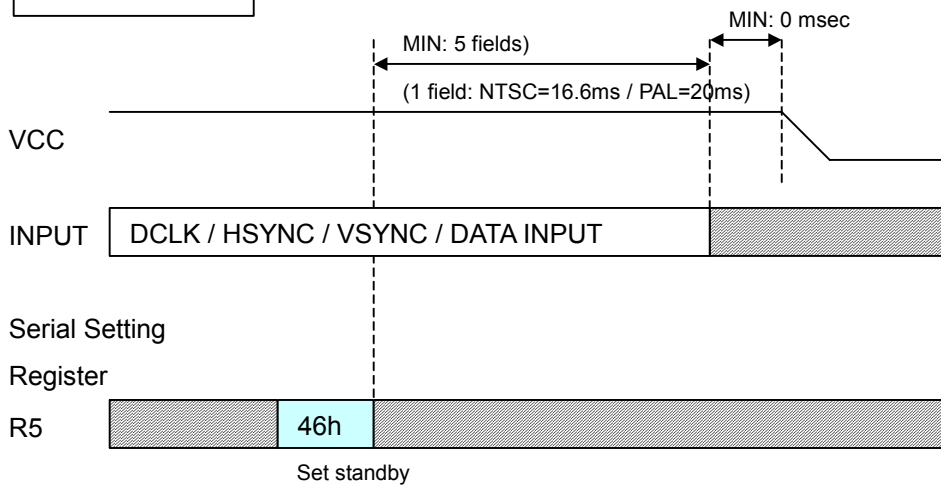 MIN: 0 msec
MIN: 5 fields)
(1 field: NTSC=16.6ms / PAL=20ms)
VCC
INPUT DCLK / HSYNC / VSYNC / DATA INPUT
Serial Setting
Register
R5 46h
Set standby